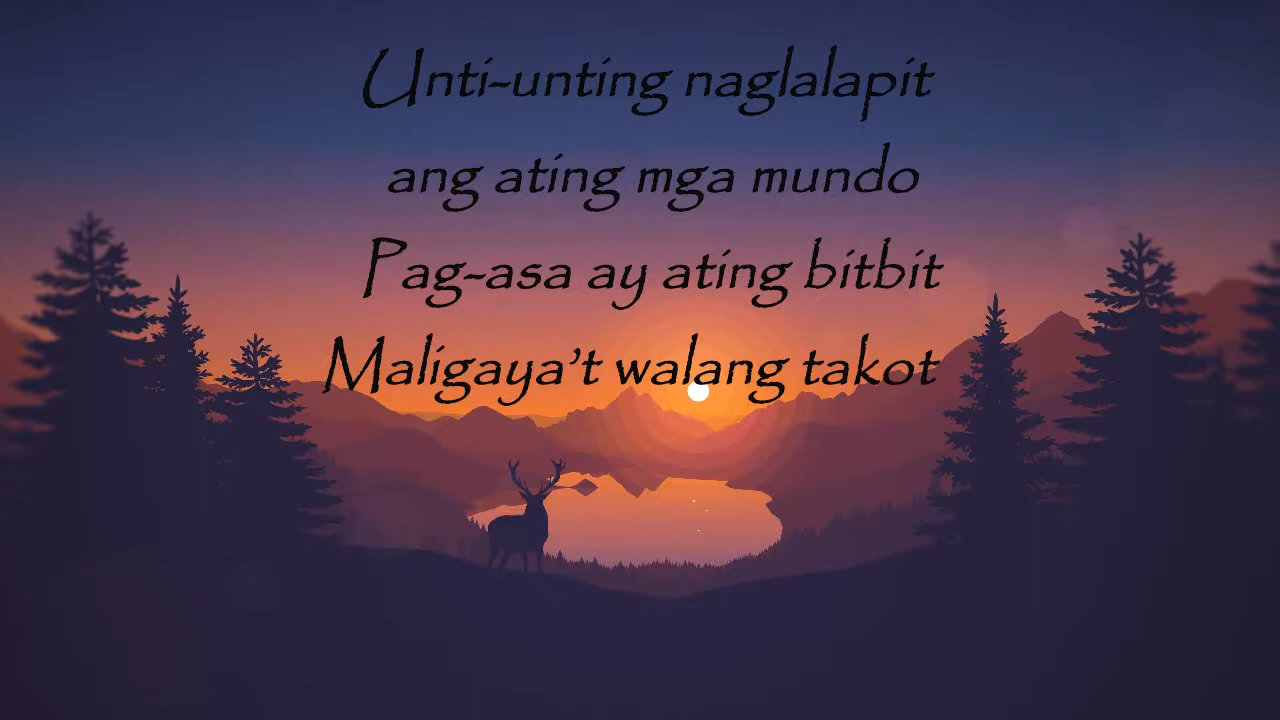 Unti-unting naglalapit
ang ating mga mundo
Pag-asa ay ating bitbit
Maligaya’t walang takot